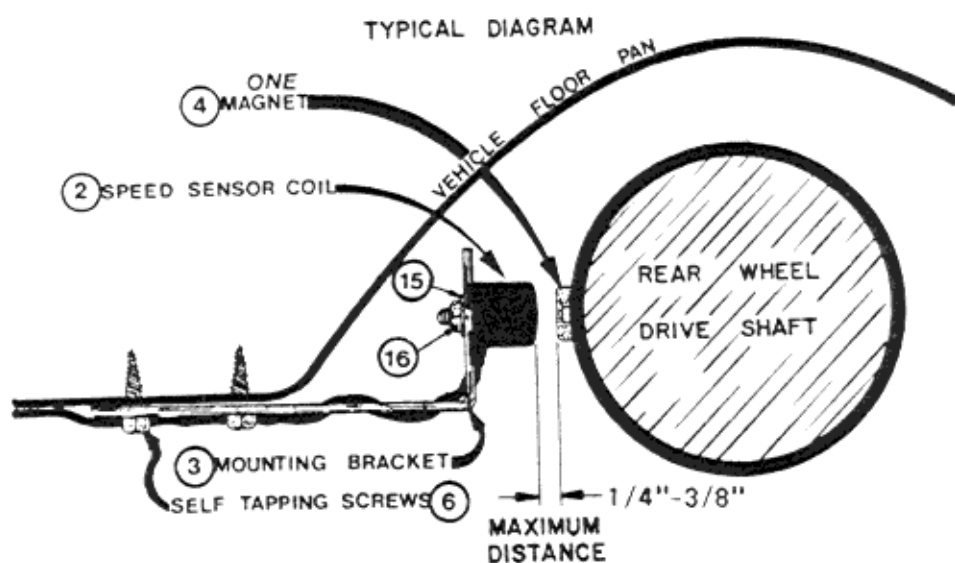 TYPICAL DIAGRAM
ONE
4 MAGNET
VEHICLE FLOOR PAN
2 SPEED SENSOR COIL
15
16
REAR WHEEL
DRIVE SHAFT
3 MOUNTING BRACKET
SELF TAPPING SCREWS 6
1/4"-3/8"
MAXIMUM
DISTANCE